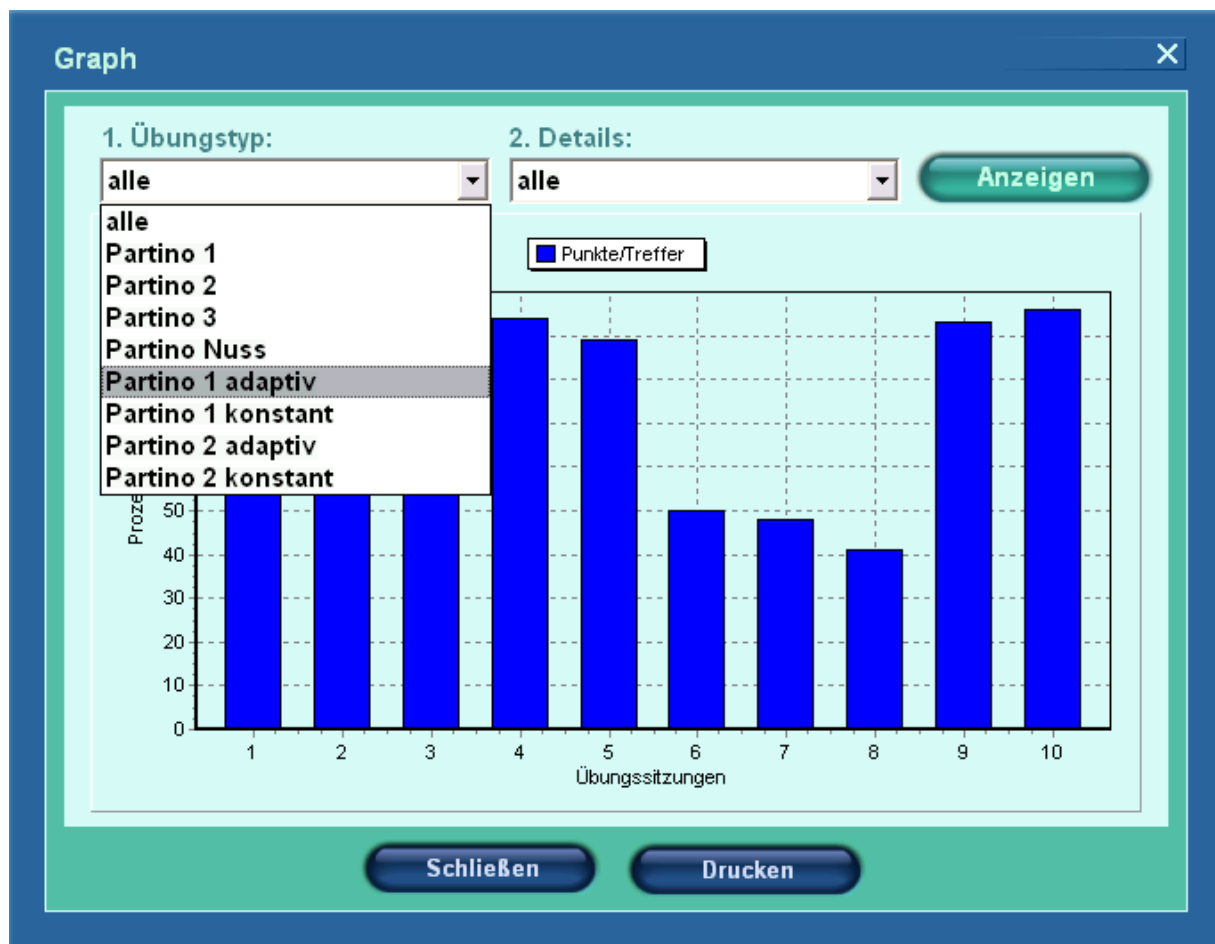 Graph
1. Übungstyp: 2. Details:
alle alle Anzeigen
alle
Partino 1
Partino 2
Partino 3
Partino Nuss
Partino 1 adaptiv
Partino 1 konstant
Partino 2 adaptiv
Partino 2 konstant
Punkte/Treffer
50
40
30
20
10
0
1 2 3 4 5 6 7 8 9 10
Übungssitzungen
Schließen Drucken